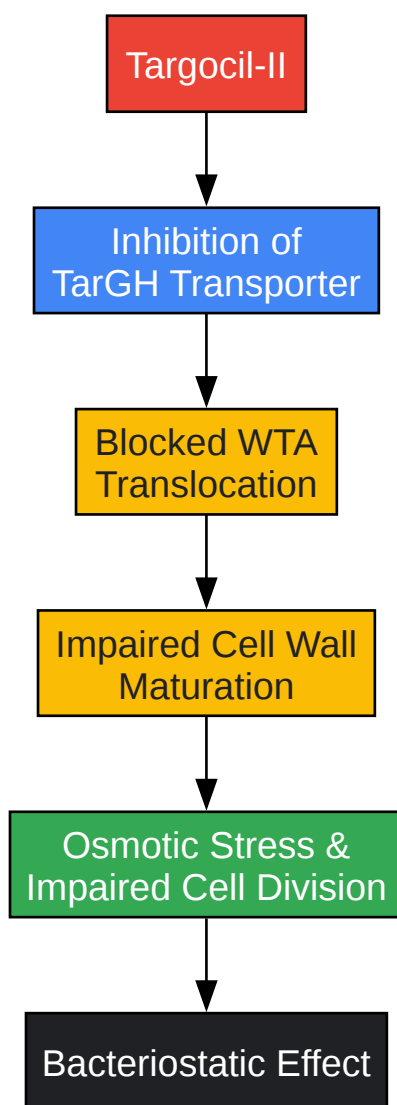 Targocil-II
Inhibition of
TarGH Transporter
Blocked WTA
Translocation
Impaired Cell Wall
Maturation
Osmotic Stress &
Impaired Cell Division
Bacteriostatic Effect